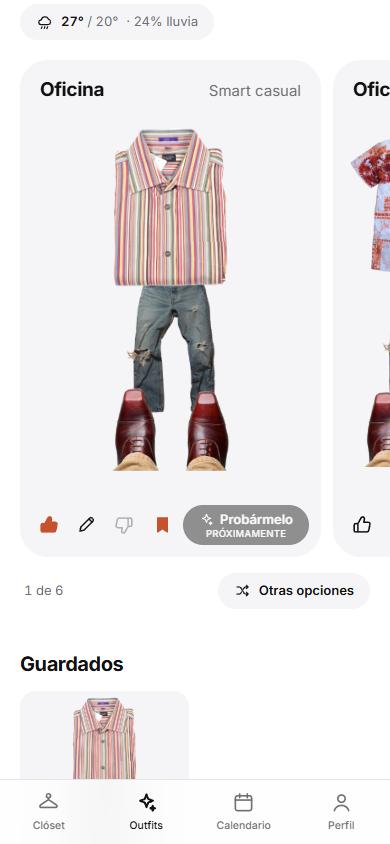 27° / 20° · 24% lluvia
Oficina
Smart casual
Ofic
Probármelo
PRÓXIMAMENTE
1 de 6
Otras opciones
Guardados
Clóset
Outfits
Calendario
Perfil